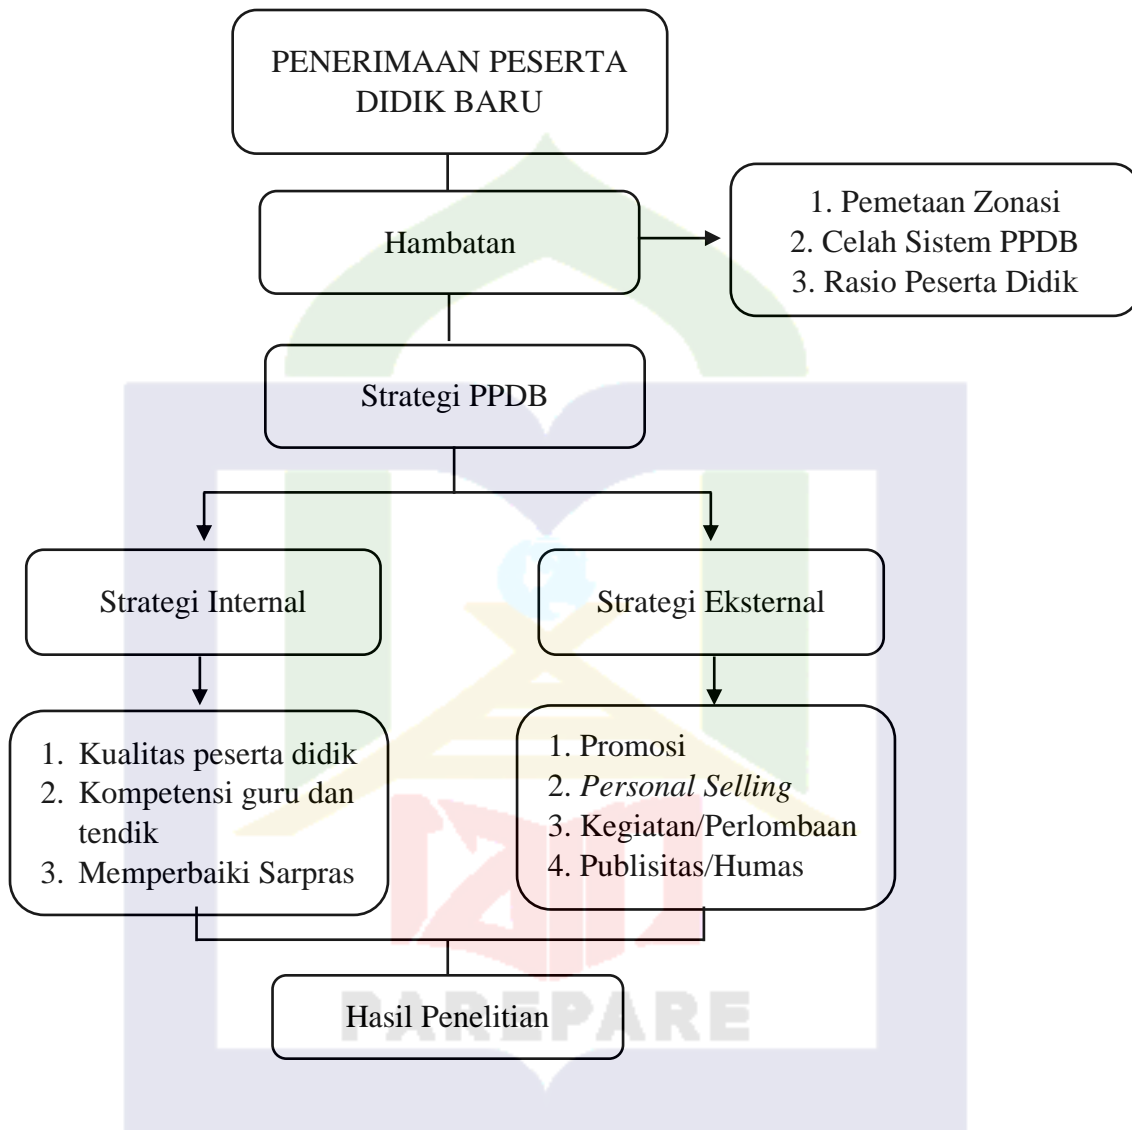 PENERIMAAN PESERTA
DIDIK BARU
Hambatan
1. Pemetaan Zonasi
2. Celah Sistem PPDB
3. Rasio Peserta Didik
Strategi PPDB
Strategi Internal
Strategi Eksternal
1. Kualitas peserta didik
2. Kompetensi guru dan
tendik
3. Memperbaiki Sarpras
1. Promosi
2. Personal Selling
3. Kegiatan/Perlombaan
4. Publisitas/Humas
Hasil Penelitian
PAREPARE